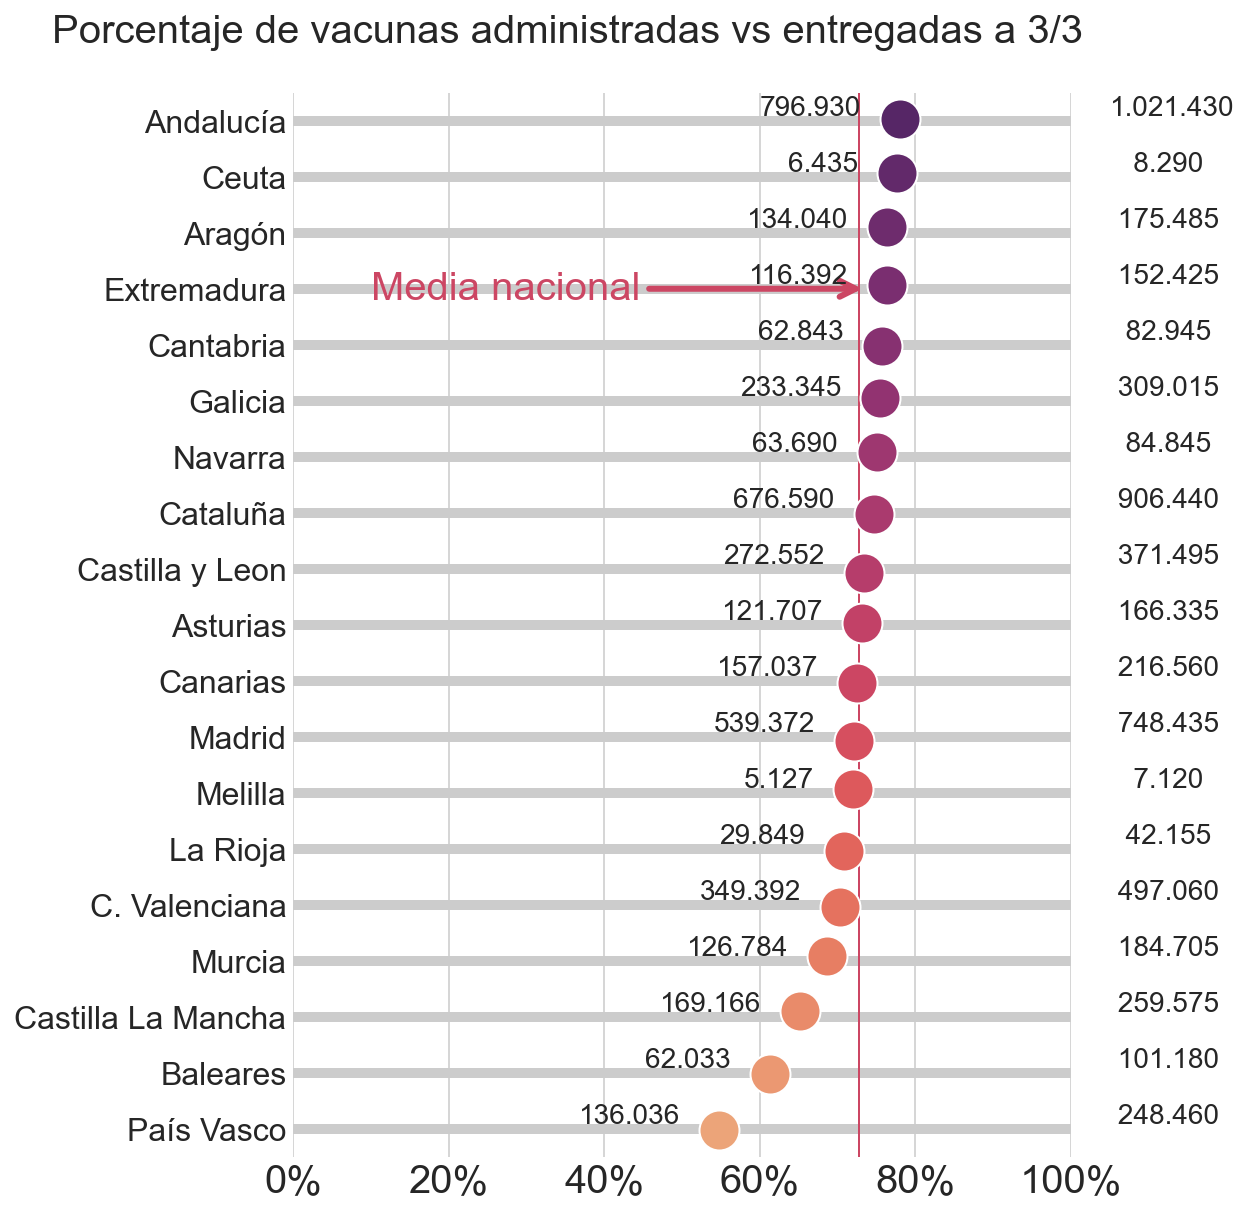 Porcentaje de vacunas administradas vs entregadas a 3/3
Andalucía 796.930 1.021.430
Ceuta 6.435 8.290
Aragón 134.040 175.485
Extremadura Media nacional 116.392 152.425
Cantabria 62.843 82.945
Galicia 233.345 309.015
Navarra 63.690 84.845
Cataluña 676.590 906.440
Castilla y Leon 272.552 371.495
Asturias 121.707 166.335
Canarias 157.037 216.560
Madrid 539.372 748.435
Melilla 5.127 7.120
La Rioja 29.849 42.155
C. Valenciana 349.392 497.060
Murcia 126.784 184.705
Castilla La Mancha 169.166 259.575
Baleares 62.033 101.180
País Vasco 136.036 248.460
0% 20% 40% 60% 80% 100%